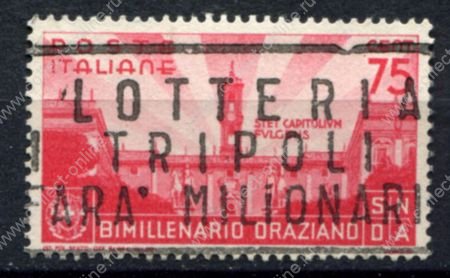 POSTE CENT
ITALIANE 75
LOTTERIA
STET CAPITOLIVM
FVLGENS
I TRIPOLI
ARA' MILIONARI
BIMILLENARIO ORAZIANO